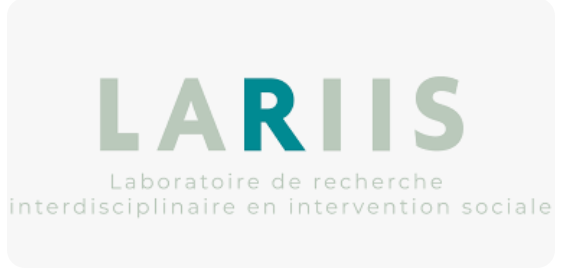 LARIIS
Laboratoire de recherche
interdisciplinaire en intervention sociale